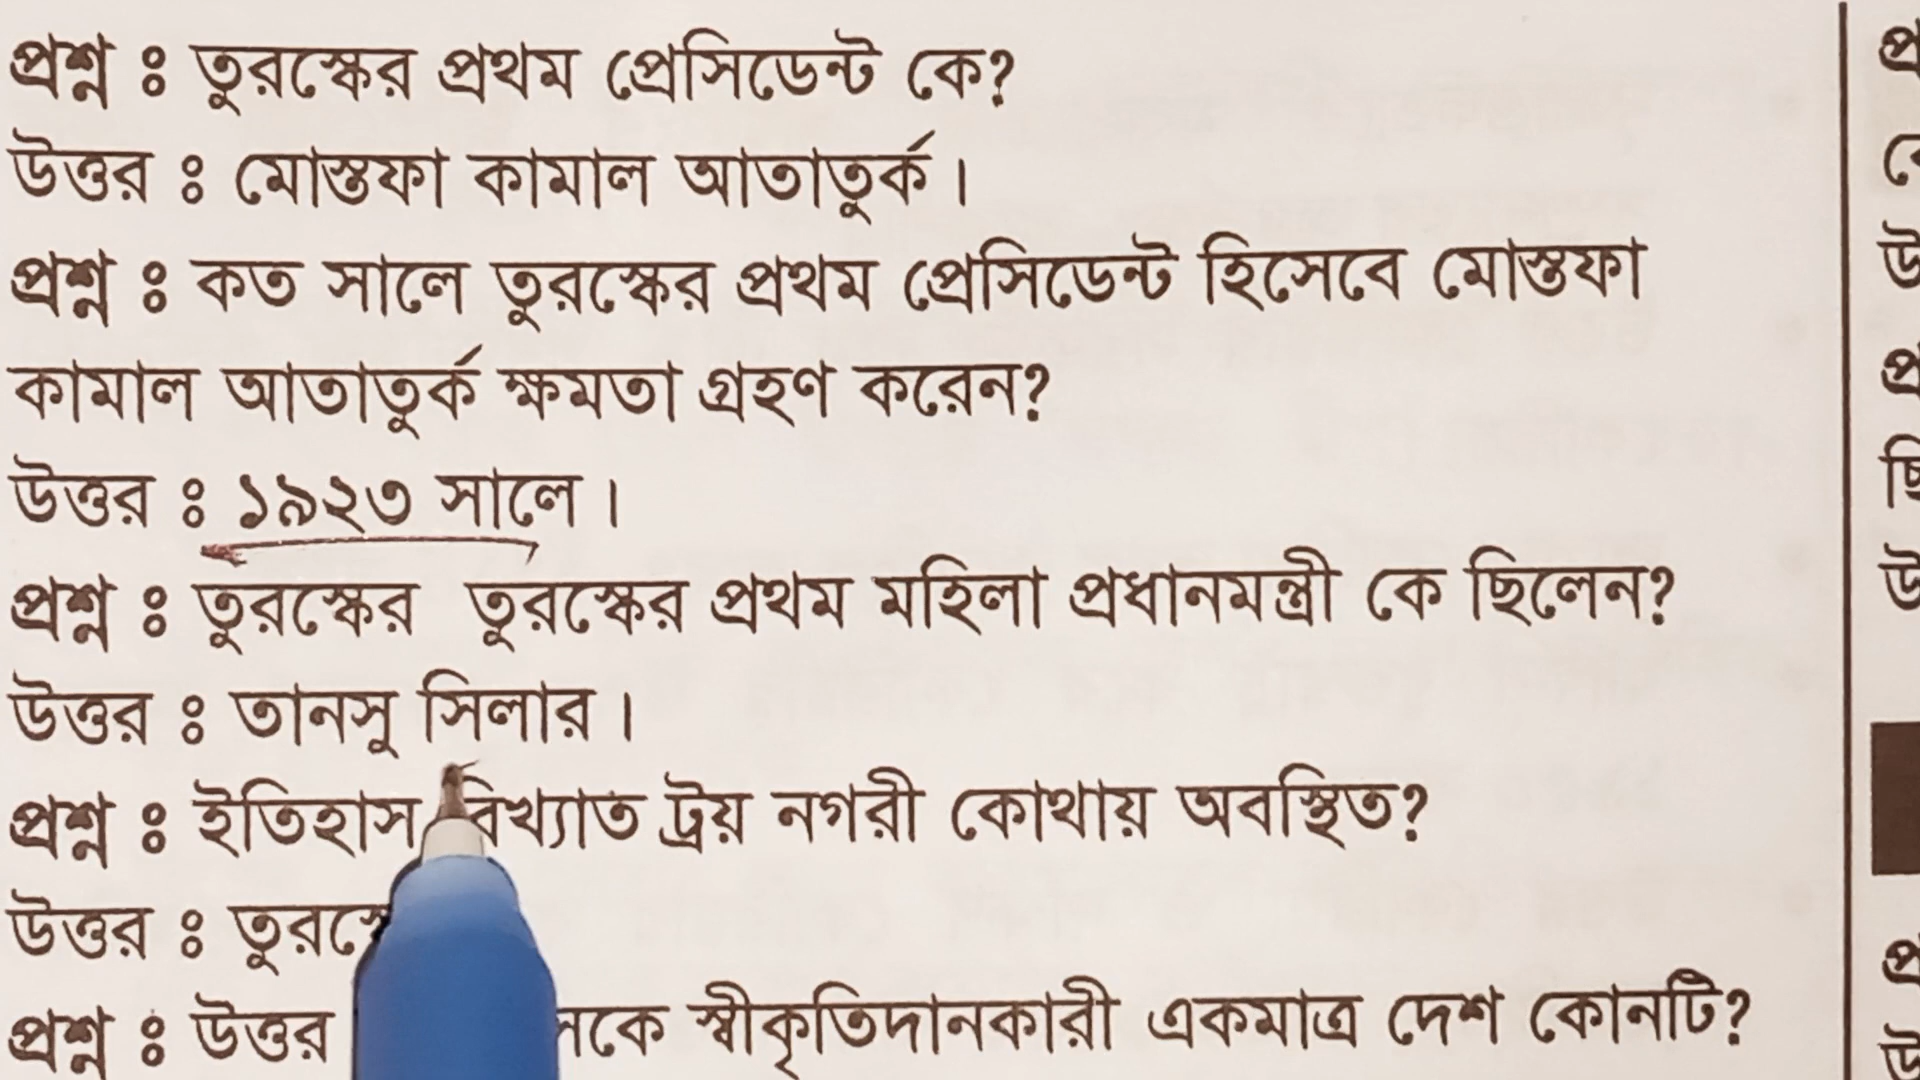 প্রশ্ন ঃ তুরস্কের প্রথম প্রেসিডেন্ট কে?
উত্তর ঃ মোস্তফা কামাল আতাতুর্ক।
প্রশ্ন ঃ কত সালে তুরস্কের প্রথম প্রেসিডেন্ট হিসেবে মোস্তফা
কামাল আতাতুর্ক ক্ষমতা গ্রহণ করেন?
উত্তর ঃ ১৯২৩ সালে।
প্রশ্ন ঃ তুরস্কের তুরস্কের প্রথম মহিলা প্রধানমন্ত্রী কে ছিলেন?
উত্তর ঃ তানসু সিলার।
প্রশ্ন ঃ ইতিহাস বিখ্যাত ট্রয় নগরী কোথায় অবস্থিত?
উত্তর ঃ
প্রশ্ন ঃ উত্তর স্বীকৃতিদানকারী একমাত্র দেশ কোনটি?